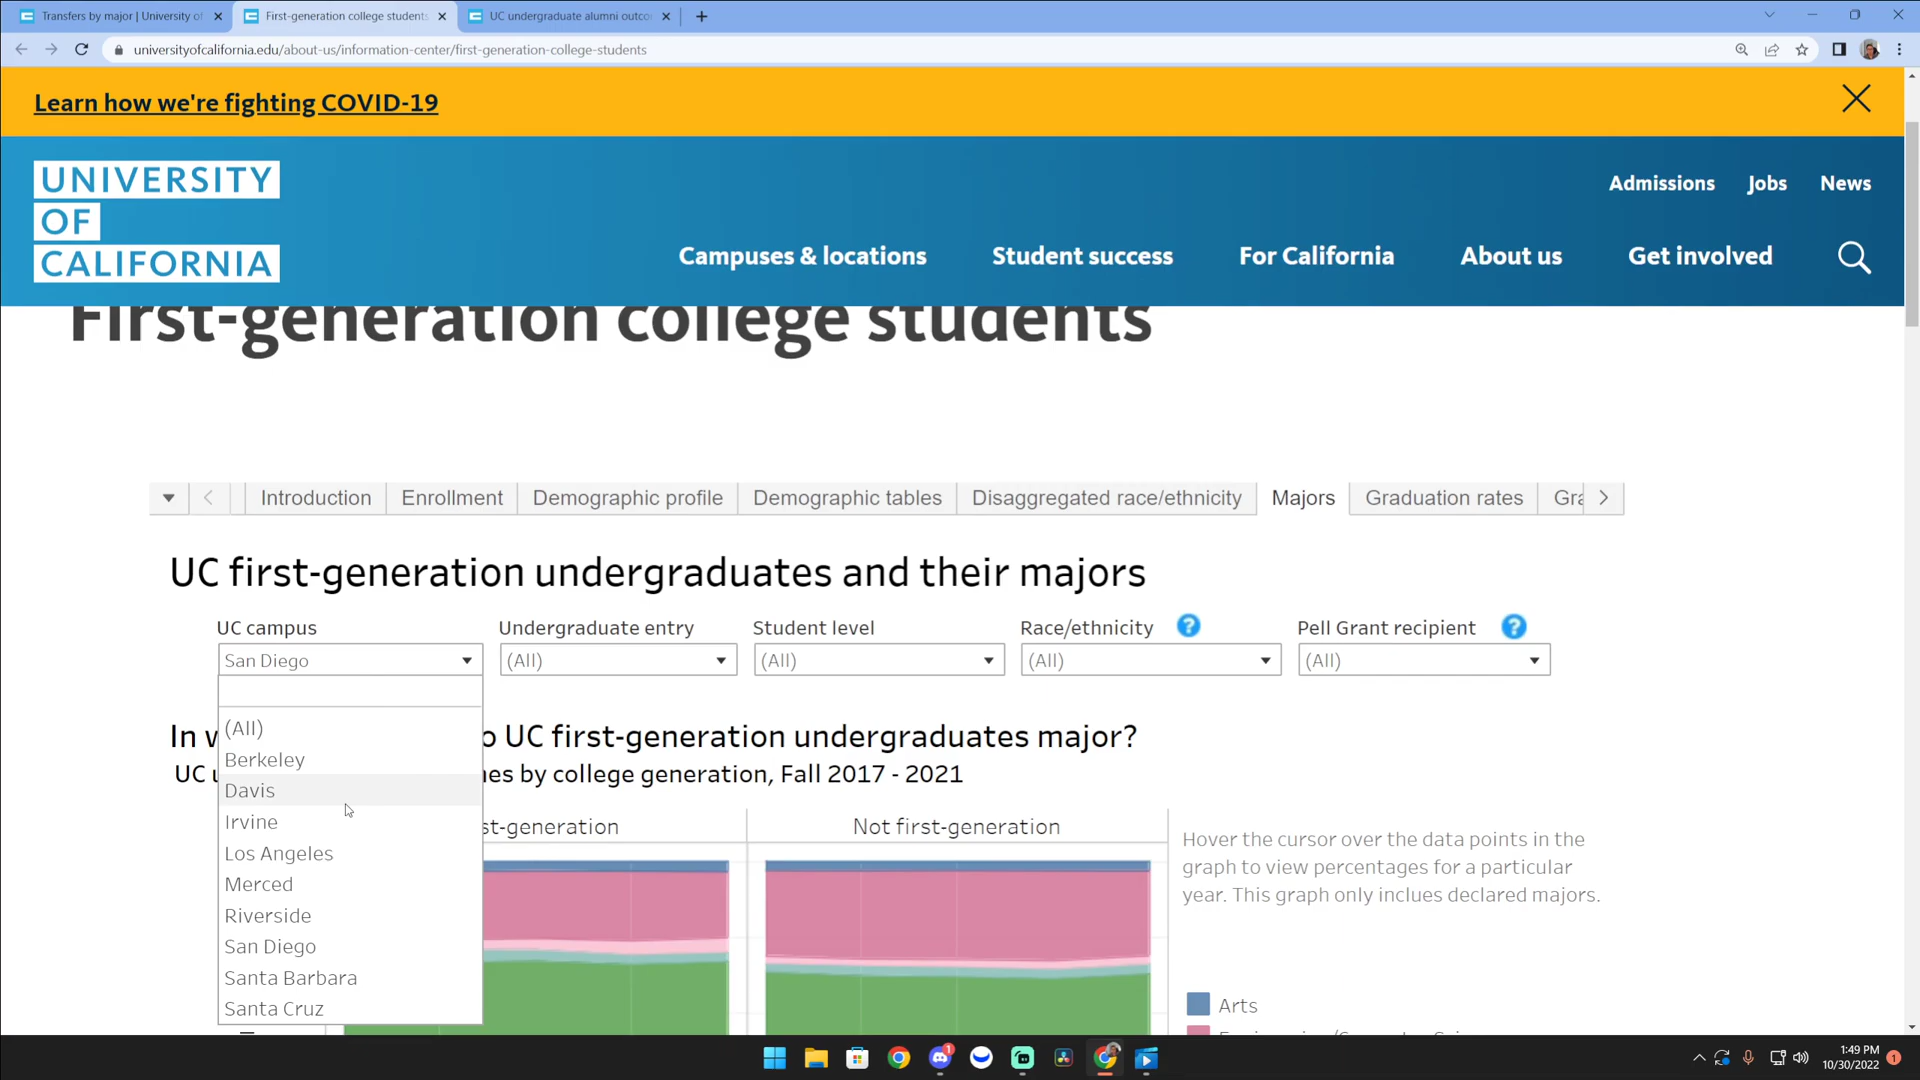 Transfers by major | University of
First-generation college students
UC undergraduate alumni outco
universityofcalifornia.edu/about-us/information-center/first-generation-college-students
Learn how we're fighting COVID-19
UNIVERSITY
OF
CALIFORNIA
Admissions Jobs News
Campuses & locations Student success For California About us Get involved
First-generation college students
Introduction Enrollment Demographic profile Demographic tables Disaggregated race/ethnicity Majors Graduation rates Gra
UC first-generation undergraduates and their majors
UC campus Undergraduate entry Student level Race/ethnicity ? Pell Grant recipient ?
San Diego (All) (All) (All) (All)
(All)
Berkeley
Davis
Irvine
Los Angeles
Merced
Riverside
San Diego
Santa Barbara
Santa Cruz
In w o UC first-generation undergraduates major?
UC u nes by college generation, Fall 2017 - 2021
st-generation Not first-generation
Hover the cursor over the data points in the
graph to view percentages for a particular
year. This graph only inclues declared majors.
Arts
1:49 PM
10/30/2022
1
1